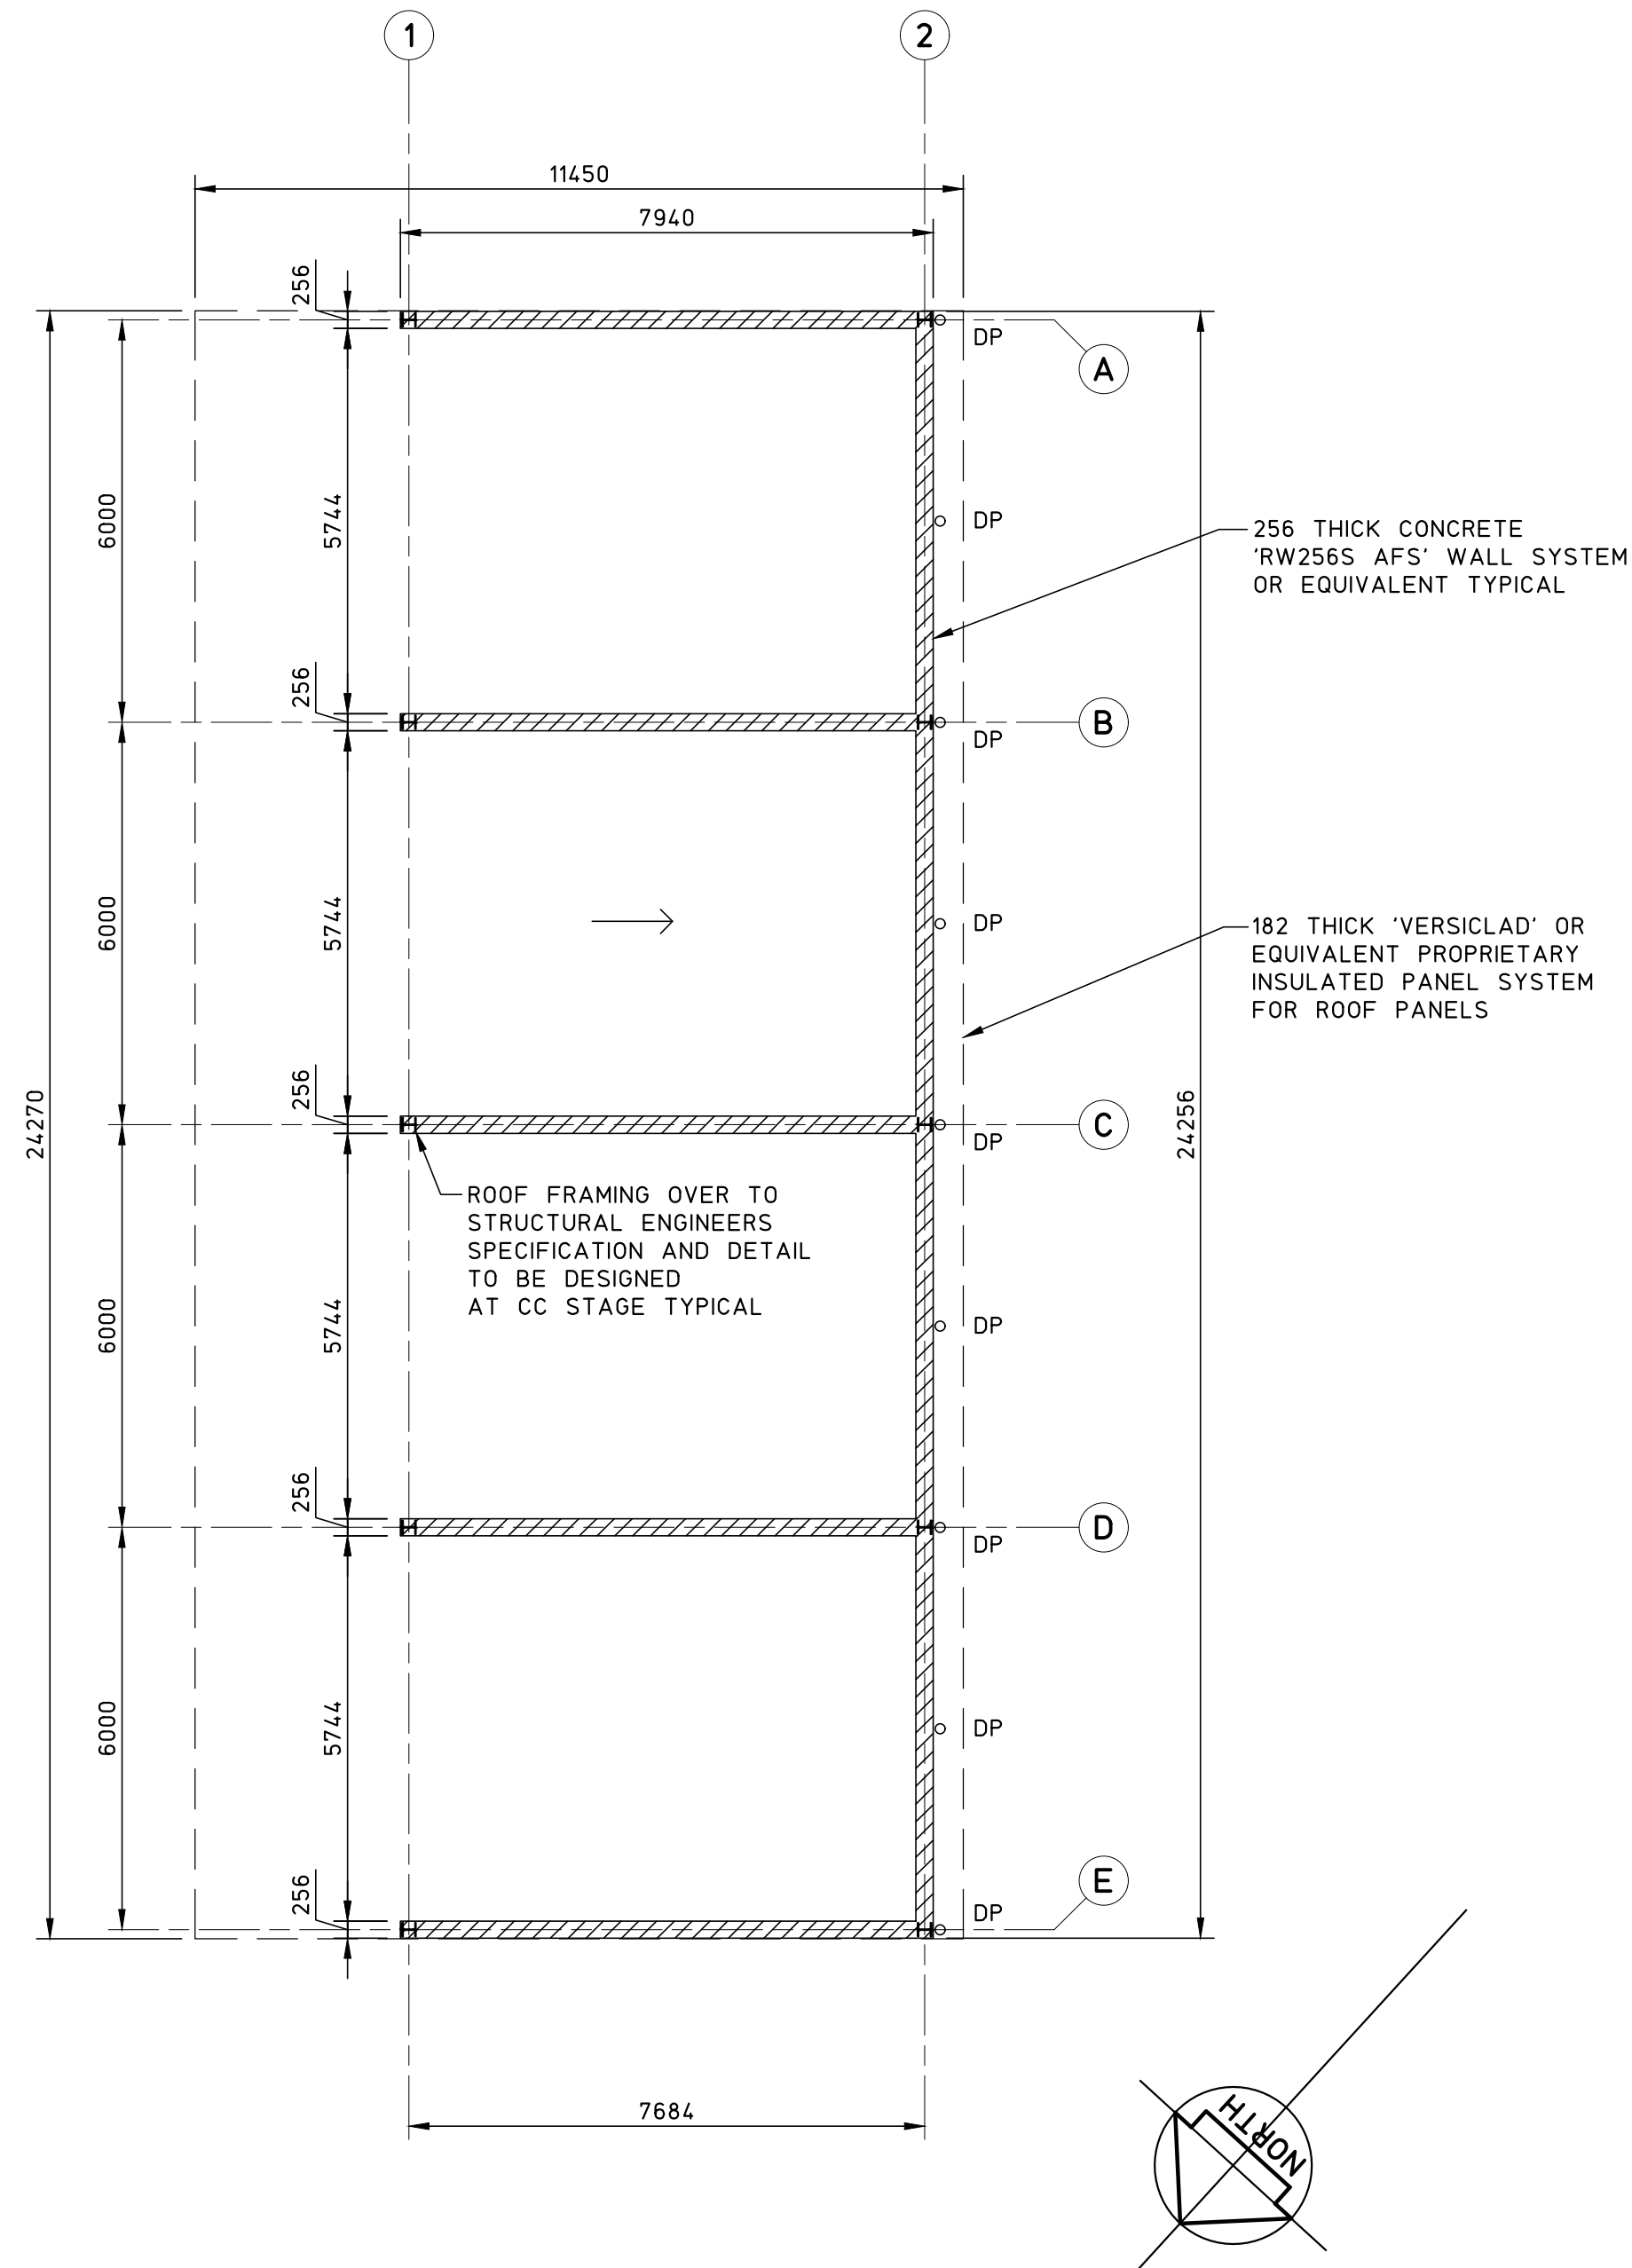 1
2
11450
7940
256
DP
A
6000
5744
DP
256 THICK CONCRETE
'RW256S AFS' WALL SYSTEM
OR EQUIVALENT TYPICAL
256
B
DP
6000
5744
DP
182 THICK 'VERSICLAD' OR
EQUIVALENT PROPRIETARY
INSULATED PANEL SYSTEM
FOR ROOF PANELS
24270
256
C
24256
DP
ROOF FRAMING OVER TO
STRUCTURAL ENGINEERS
SPECIFICATION AND DETAIL
TO BE DESIGNED
AT CC STAGE TYPICAL
6000
5744
DP
256
D
DP
6000
5744
DP
256
E
DP
7684
NORTH